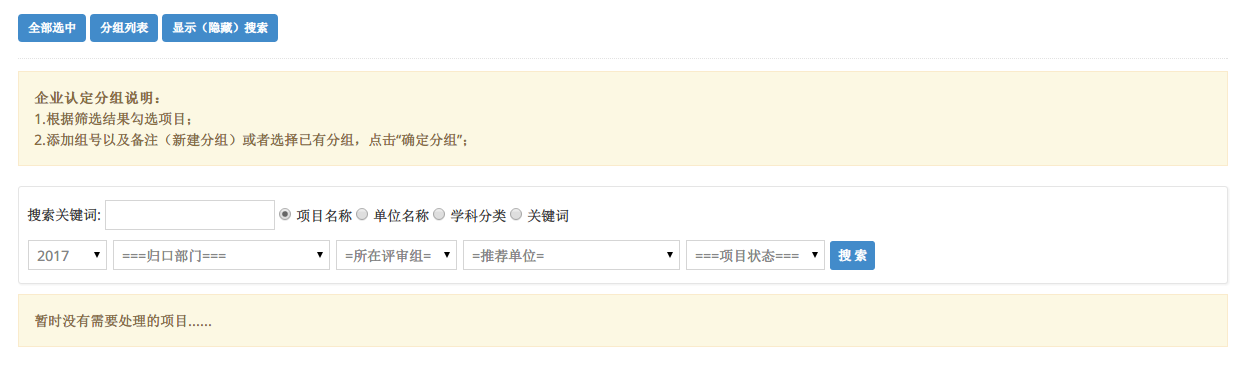 全部选中 分组列表 显示（隐藏）搜索
企业认定分组说明：
1.根据筛选结果勾选项目；
2.添加组号以及备注（新建分组）或者选择已有分组，点击“确定分组”；
搜索关键词: 项目名称 单位名称 学科分类 关键词
2017 ===归口部门=== =所在评审组= =推荐单位= ===项目状态=== 搜 索
暂时没有需要处理的项目......